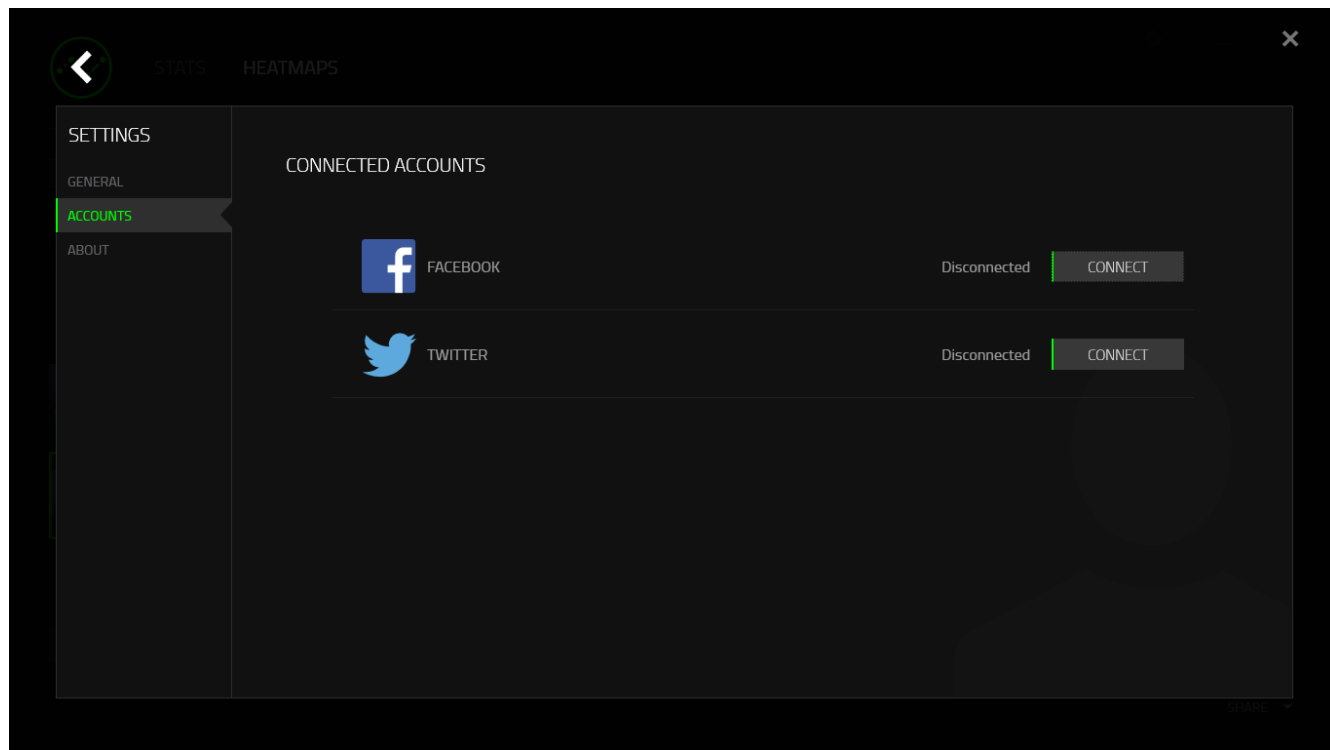 STATS HEATMAPS
SETTINGS
GENERAL
ACCOUNTS
ABOUT
CONNECTED ACCOUNTS
FACEBOOK Disconnected CONNECT
TWITTER Disconnected CONNECT
SHARE